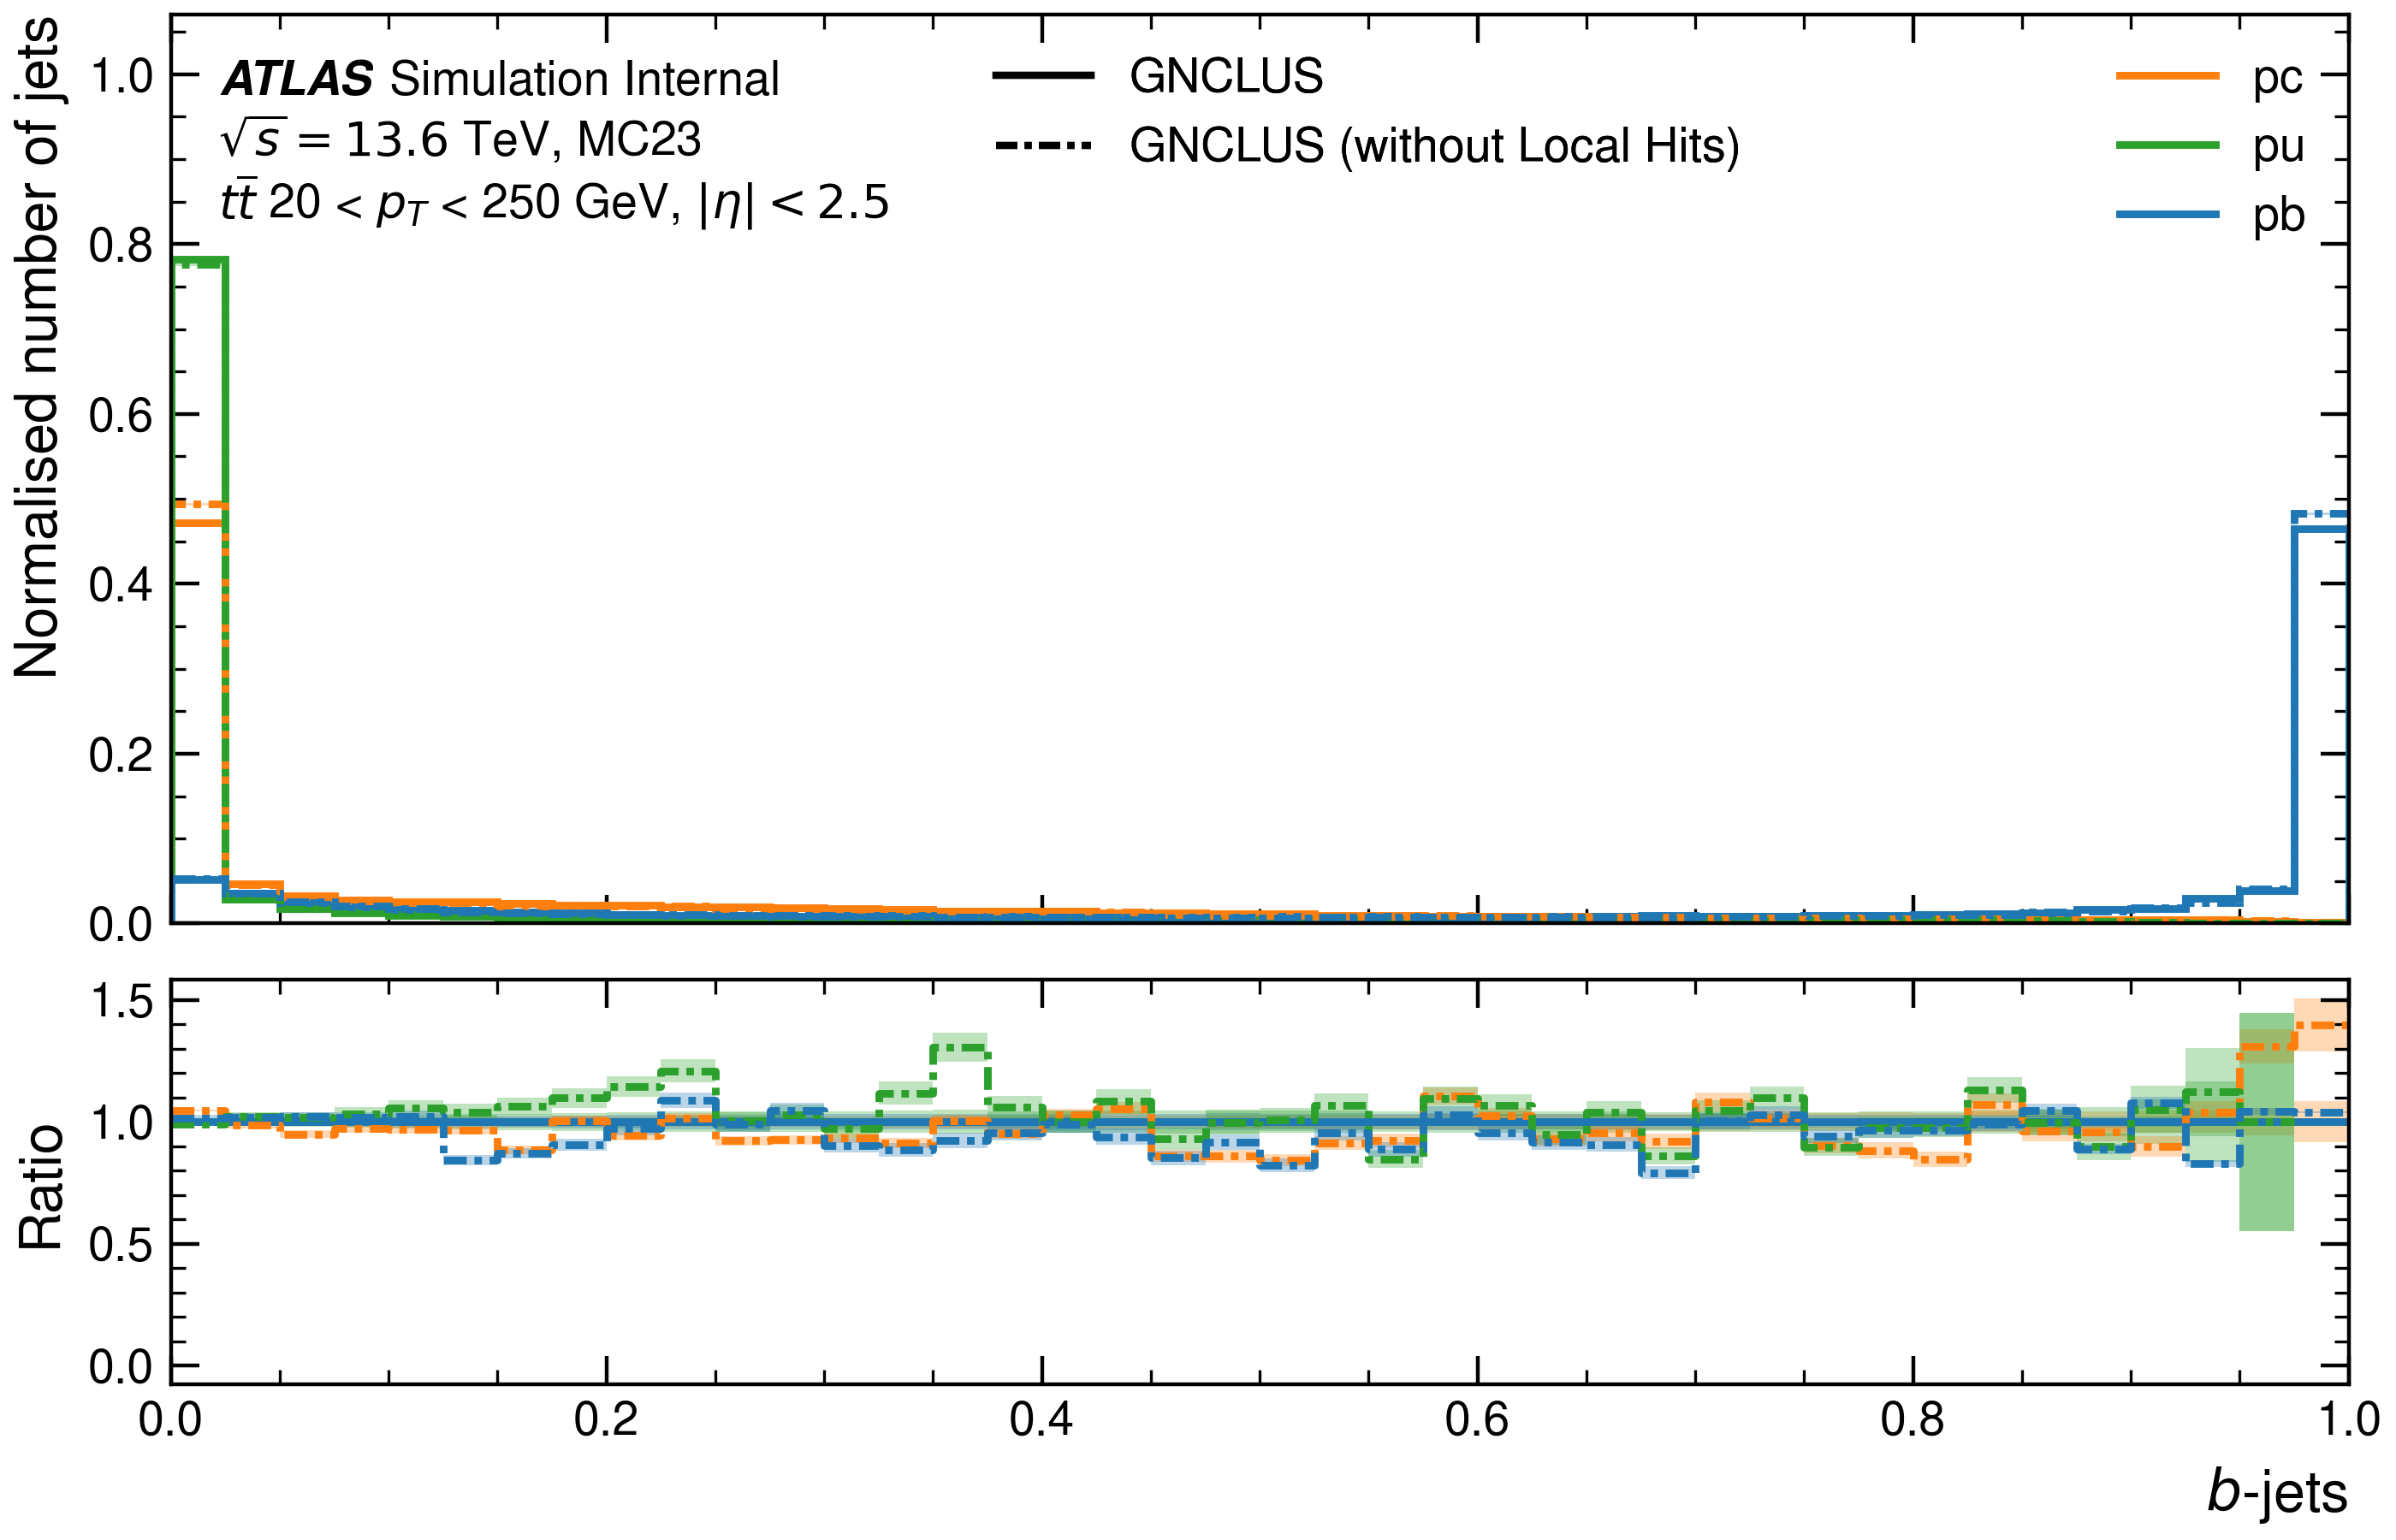 Normalised number of jets
1.0
0.8
0.6
0.4
0.2
0.0
ATLAS Simulation Internal
√s = 13.6 TeV, MC23
tt̄ 20 < p_T < 250 GeV, |η| < 2.5
GNCLUS
GNCLUS (without Local Hits)
pc
pu
pb
Ratio
1.5
1.0
0.5
0.0
0.0 0.2 0.4 0.6 0.8 1.0
b-jets